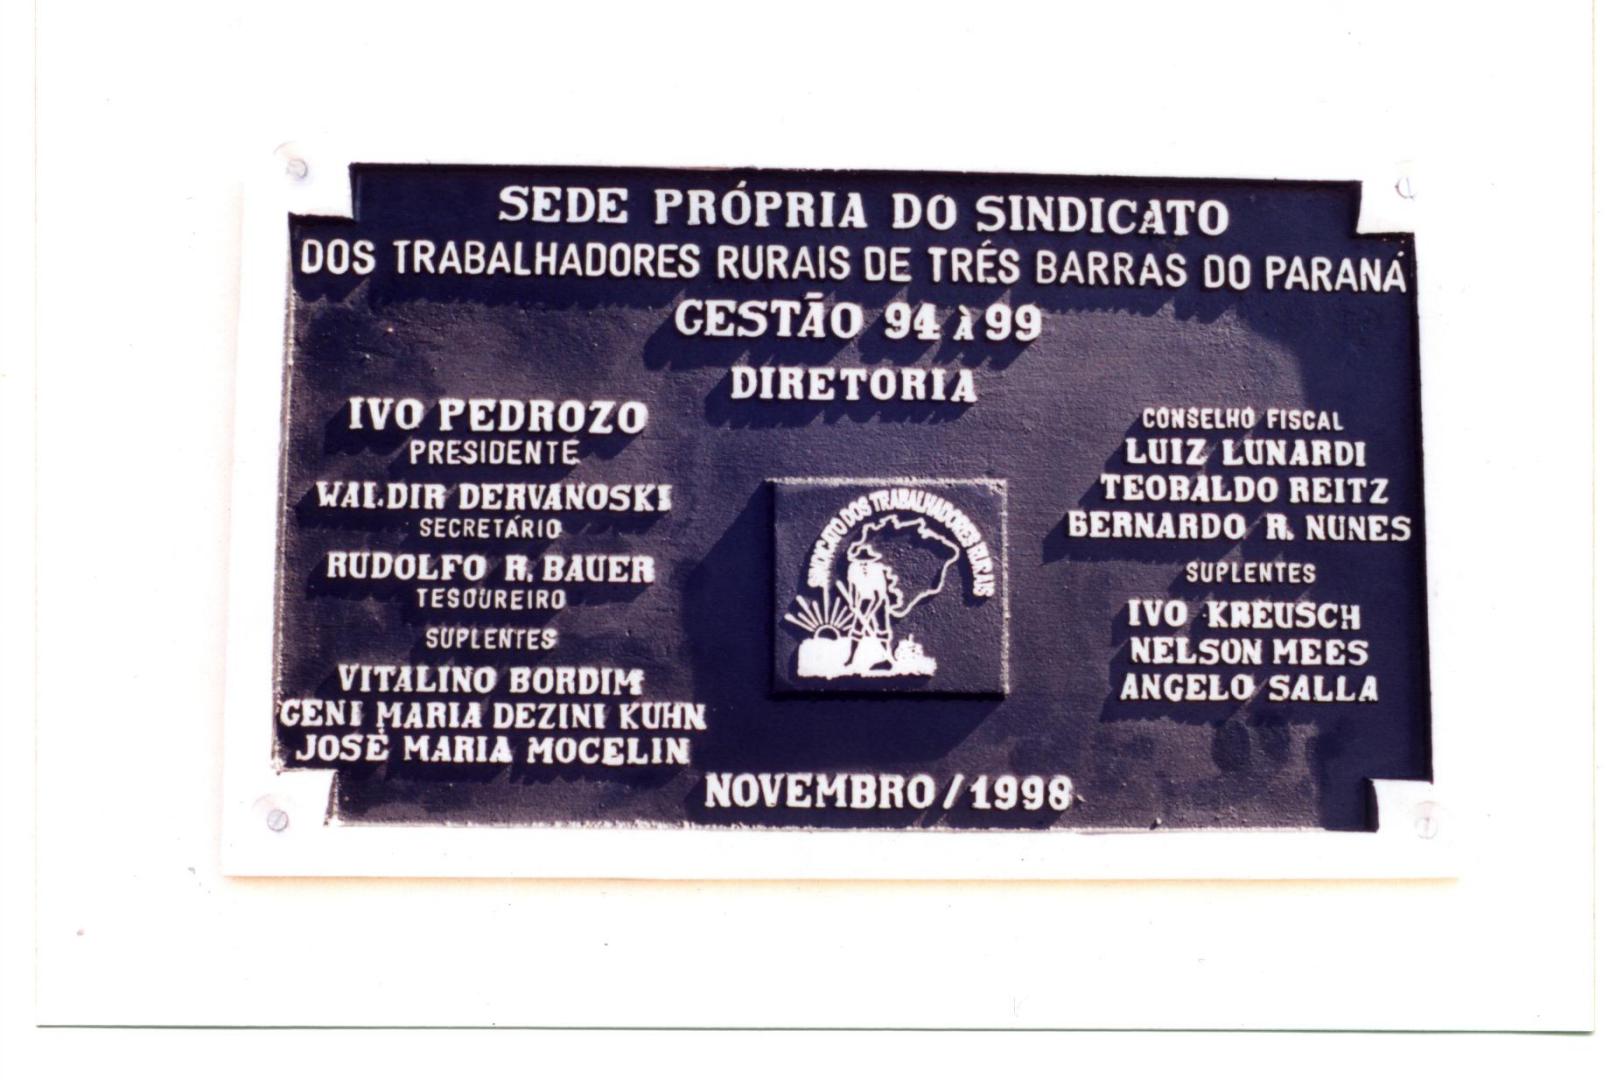 SEDE PRÓPRIA DO SINDICATO
DOS TRABALHADORES RURAIS DE TRÊS BARRAS DO PARANÁ
GESTÃO 94 À 99
DIRETORIA
IVO PEDROZO
PRESIDENTE
WALDIR DERVANOSKI
SECRETÁRIO
RUDOLFO R. BAUER
TESOUREIRO
SUPLENTES
VITALINO BORDIM
GENI MARIA DEZINI KUHN
JOSÉ MARIA MOCELIN
SINDICATO DOS TRABALHADORES RURAIS
CONSELHO FISCAL
LUIZ LUNARDI
TEOBALDO REITZ
BERNARDO R. NUNES
SUPLENTES
IVO KREUSCH
NELSON MEES
ANGELO SALLA
NOVEMBRO/1998